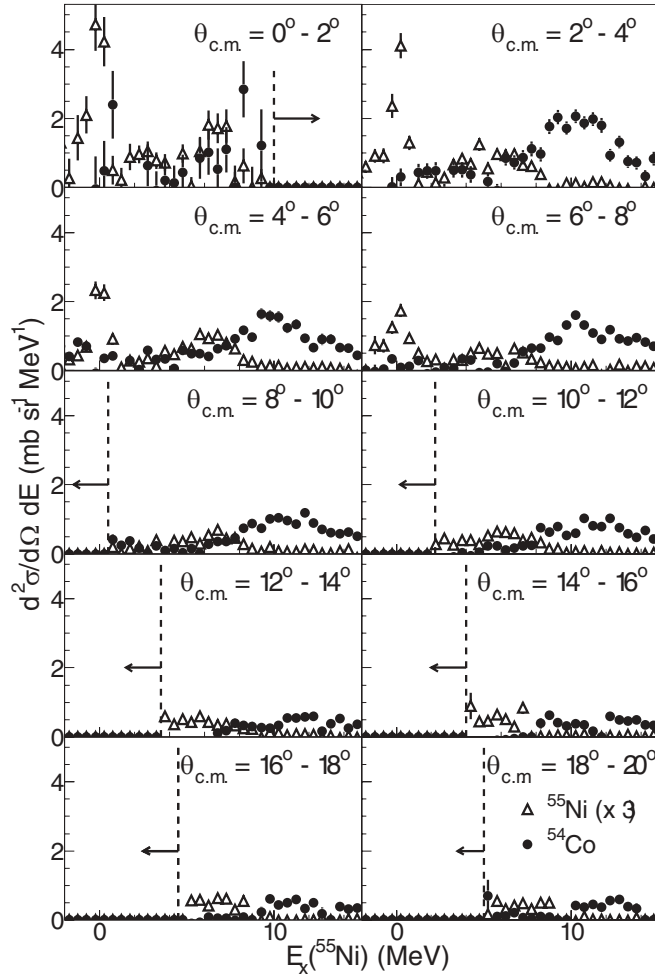 4
2
0
θc.m. = 0° - 2°
θc.m. = 2° - 4°
4
2
0
θc.m. = 4° - 6°
θc.m. = 6° - 8°
4
2
0
θc.m. = 8° - 10°
θc.m. = 10° - 12°
4
2
0
θc.m. = 12° - 14°
θc.m. = 14° - 16°
4
2
0
θc.m. = 16° - 18°
θc.m = 18° - 20°
55Ni (x 3)
54Co
0 10 0 10
Ex(55Ni) (MeV)
d²σ/dΩ dE (mb sr⁻¹ MeV⁻¹)